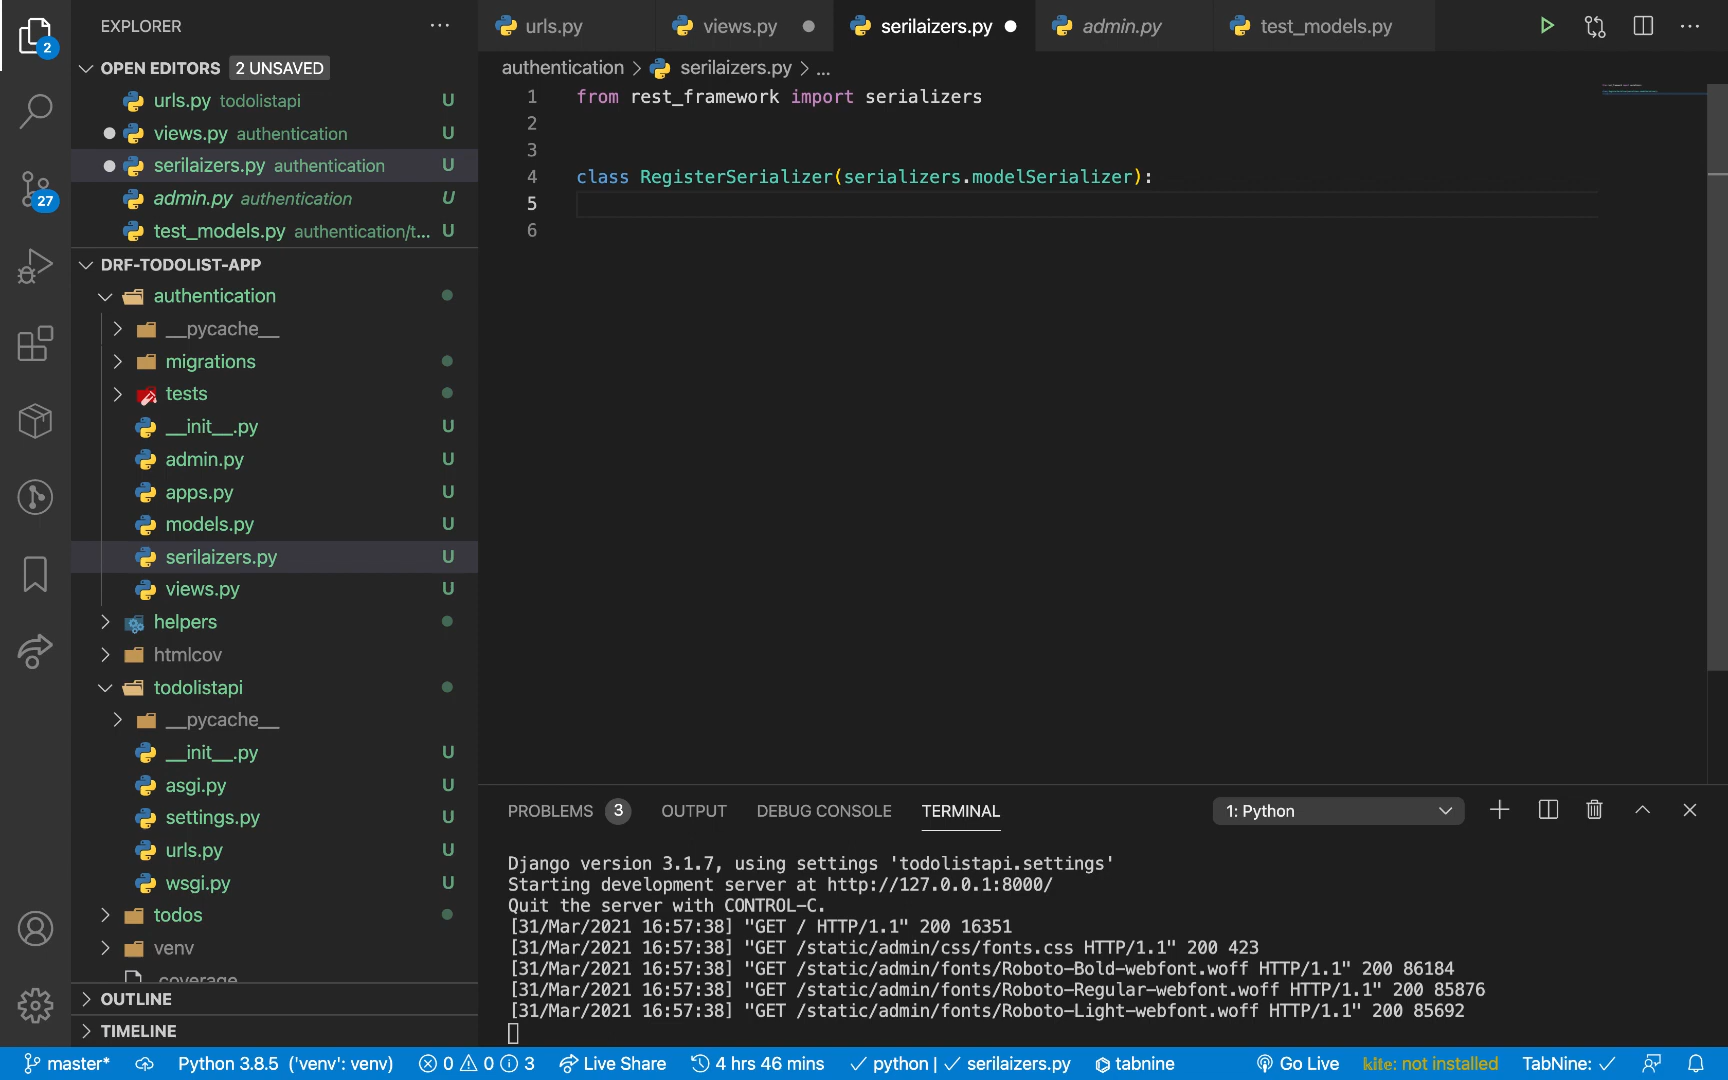 EXPLORER
OPEN EDITORS 2 UNSAVED
urls.py todolistapi U
views.py authentication U
serilaizers.py authentication U
admin.py authentication U
test_models.py authentication/t... U
DRF-TODOLIST-APP
authentication
__pycache__
migrations
tests
__init__.py U
admin.py U
apps.py U
models.py U
serilaizers.py U
views.py U
helpers
htmlcov
todolistapi
__pycache__
__init__.py U
asgi.py U
settings.py U
urls.py U
wsgi.py U
todos
venv
.coverage
OUTLINE
TIMELINE
2
27
urls.py views.py serilaizers.py admin.py test_models.py
authentication > serilaizers.py > ...
1 from rest_framework import serializers
2
3
4 class RegisterSerializer(serializers.modelSerializer):
5
6
PROBLEMS 3 OUTPUT DEBUG CONSOLE TERMINAL 1: Python
Django version 3.1.7, using settings 'todolistapi.settings'
Starting development server at http://127.0.0.1:8000/
Quit the server with CONTROL-C.
[31/Mar/2021 16:57:38] "GET / HTTP/1.1" 200 16351
[31/Mar/2021 16:57:38] "GET /static/admin/css/fonts.css HTTP/1.1" 200 423
[31/Mar/2021 16:57:38] "GET /static/admin/fonts/Roboto-Bold-webfont.woff HTTP/1.1" 200 86184
[31/Mar/2021 16:57:38] "GET /static/admin/fonts/Roboto-Regular-webfont.woff HTTP/1.1" 200 85876
[31/Mar/2021 16:57:38] "GET /static/admin/fonts/Roboto-Light-webfont.woff HTTP/1.1" 200 85692
master* Python 3.8.5 ('venv': venv) 0 0 3 Live Share 4 hrs 46 mins ✓ python | ✓ serilaizers.py tabnine Go Live kite: not installed TabNine: ✓